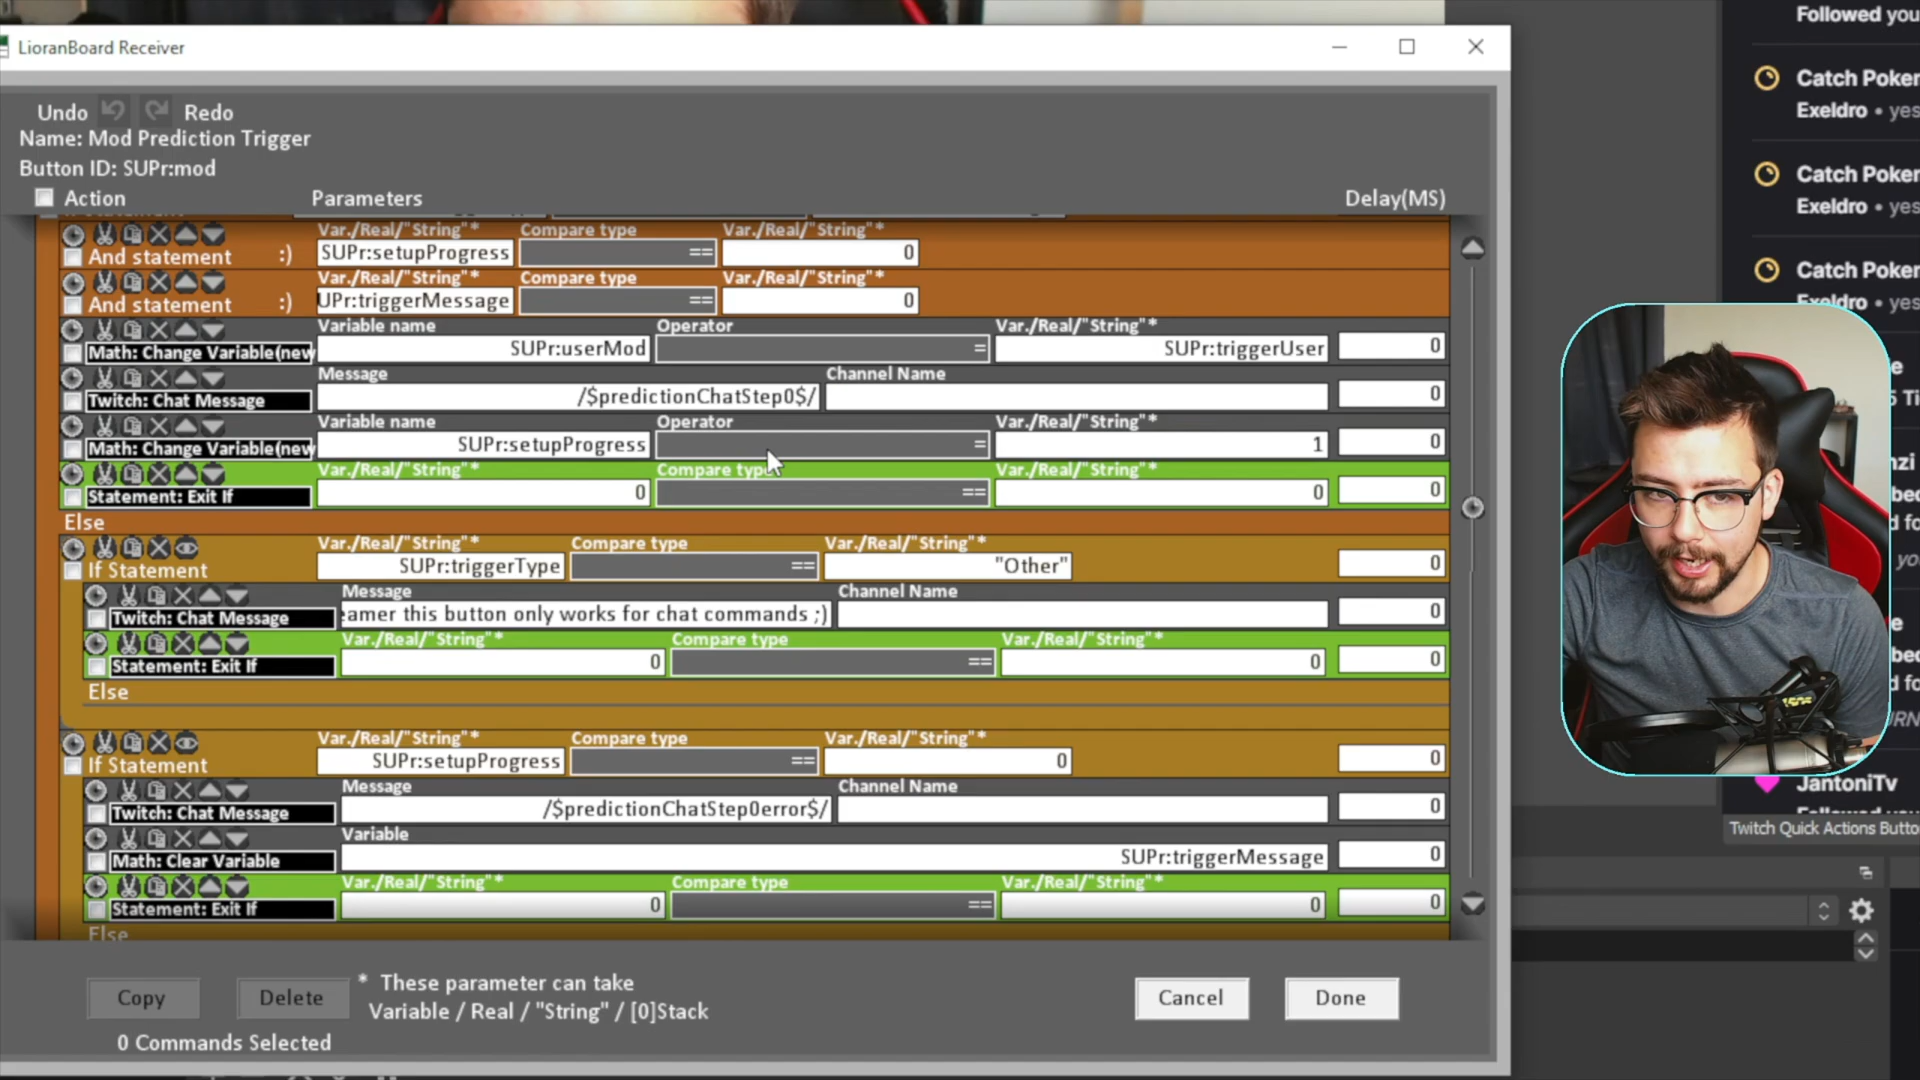 LioranBoard Receiver
Undo Redo
Name: Mod Prediction Trigger
Button ID: SUPr:mod
Action Parameters Delay(MS)
Var./Real/"String"* Compare type Var./Real/"String"*
And statement :) SUPr:setupProgress == 0
Var./Real/"String"* Compare type Var./Real/"String"*
And statement :) UPr:triggerMessage == 0
Variable name Operator Var./Real/"String"*
Math: Change Variable(new SUPr:userMod = SUPr:triggerUser 0
Message Channel Name
Twitch: Chat Message /$predictionChatStep0$/ 0
Variable name Operator Var./Real/"String"*
Math: Change Variable(new SUPr:setupProgress = 1 0
Var./Real/"String"* Compare type Var./Real/"String"*
Statement: Exit If 0 == 0 0
Else
Var./Real/"String"* Compare type Var./Real/"String"*
If Statement SUPr:triggerType == "Other" 0
Message Channel Name
Twitch: Chat Message eamer this button only works for chat commands ;) 0
Var./Real/"String"* Compare type Var./Real/"String"*
Statement: Exit If 0 == 0 0
Else
Var./Real/"String"* Compare type Var./Real/"String"*
If Statement SUPr:setupProgress == 0 0
Message Channel Name
Twitch: Chat Message /$predictionChatStep0error$/ 0
Variable
Math: Clear Variable SUPr:triggerMessage 0
Var./Real/"String"* Compare type Var./Real/"String"*
Statement: Exit If 0 == 0 0
Else
Copy Delete * These parameter can take
Variable / Real / "String" / [0]Stack
Cancel Done
0 Commands Selected
Followed you
Catch Poker
Exeldro • yes
Catch Poker
Exeldro • yes
Catch Poker
Exeldro • yes
JantoniTv
Twitch Quick Actions Butto